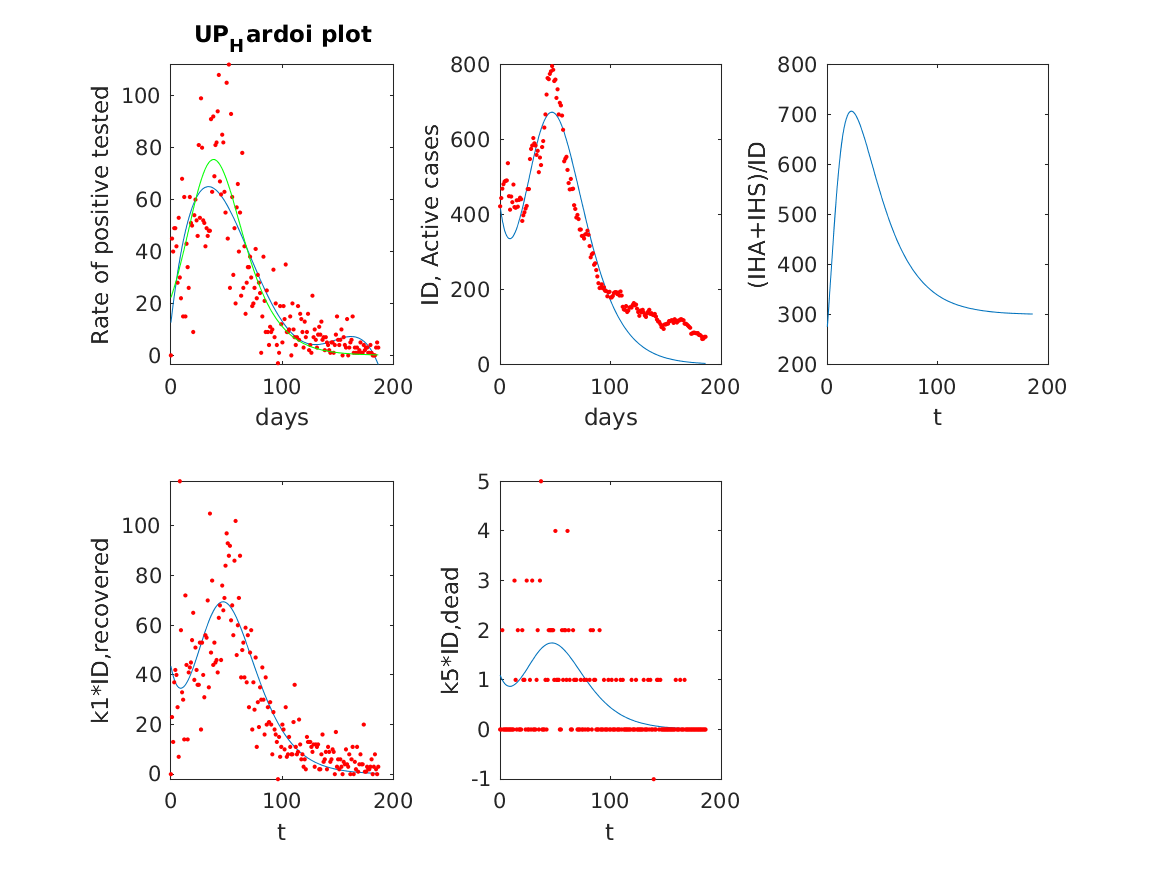 UP_Hardoi plot
Rate of positive tested
100
80
60
40
20
0
0 100 200
days
ID, Active cases
800
600
400
200
0
0 100 200
days
(IHA+IHS)/ID
800
700
600
500
400
300
200
0 100 200
t
k1*ID,recovered
100
80
60
40
20
0
0 100 200
t
k5*ID,dead
5
4
3
2
1
0
-1
0 100 200
t